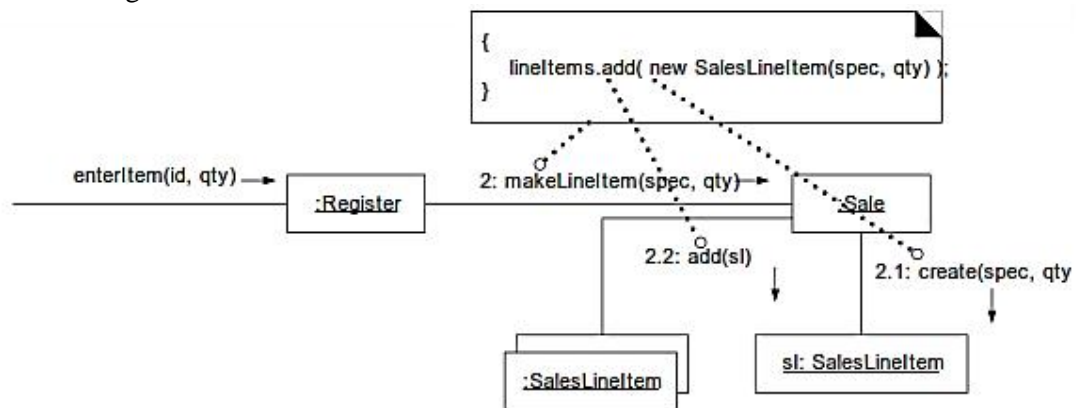 {
lineItems.add( new SalesLineItem(spec, qty) );
}
enterItem(id, qty)
2: makeLineItem(spec, qty)
:Register
:Sale
2.2: add(sl)
2.1: create(spec, qty
:SalesLineItem
sl: SalesLineItem